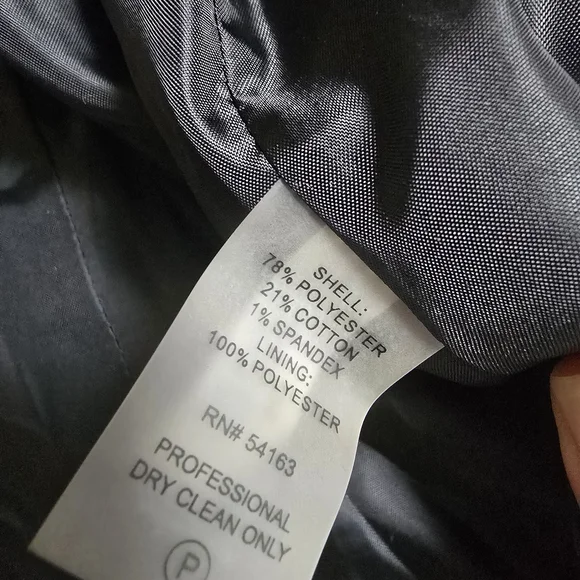 SHELL:
78% POLYESTER
21% COTTON
1% SPANDEX
LINING:
100% POLYESTER
RN# 54163
PROFESSIONAL
DRY CLEAN ONLY
P